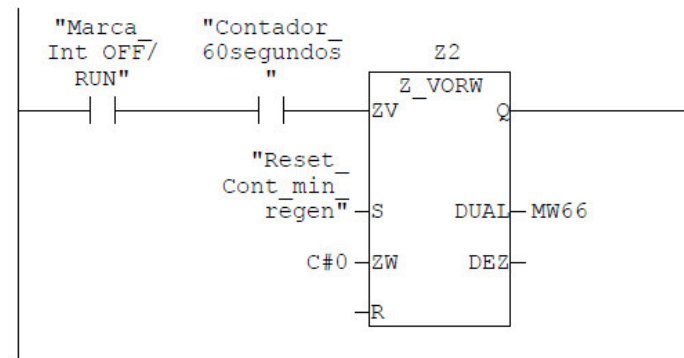 "Marca_
Int OFF/
RUN"
"Contador_
60segundos
"
Z2
Z_VORW
ZV
Q
"Reset_
Cont_min_
regen"
S
DUAL
MW66
C#0
ZW
DEZ
R